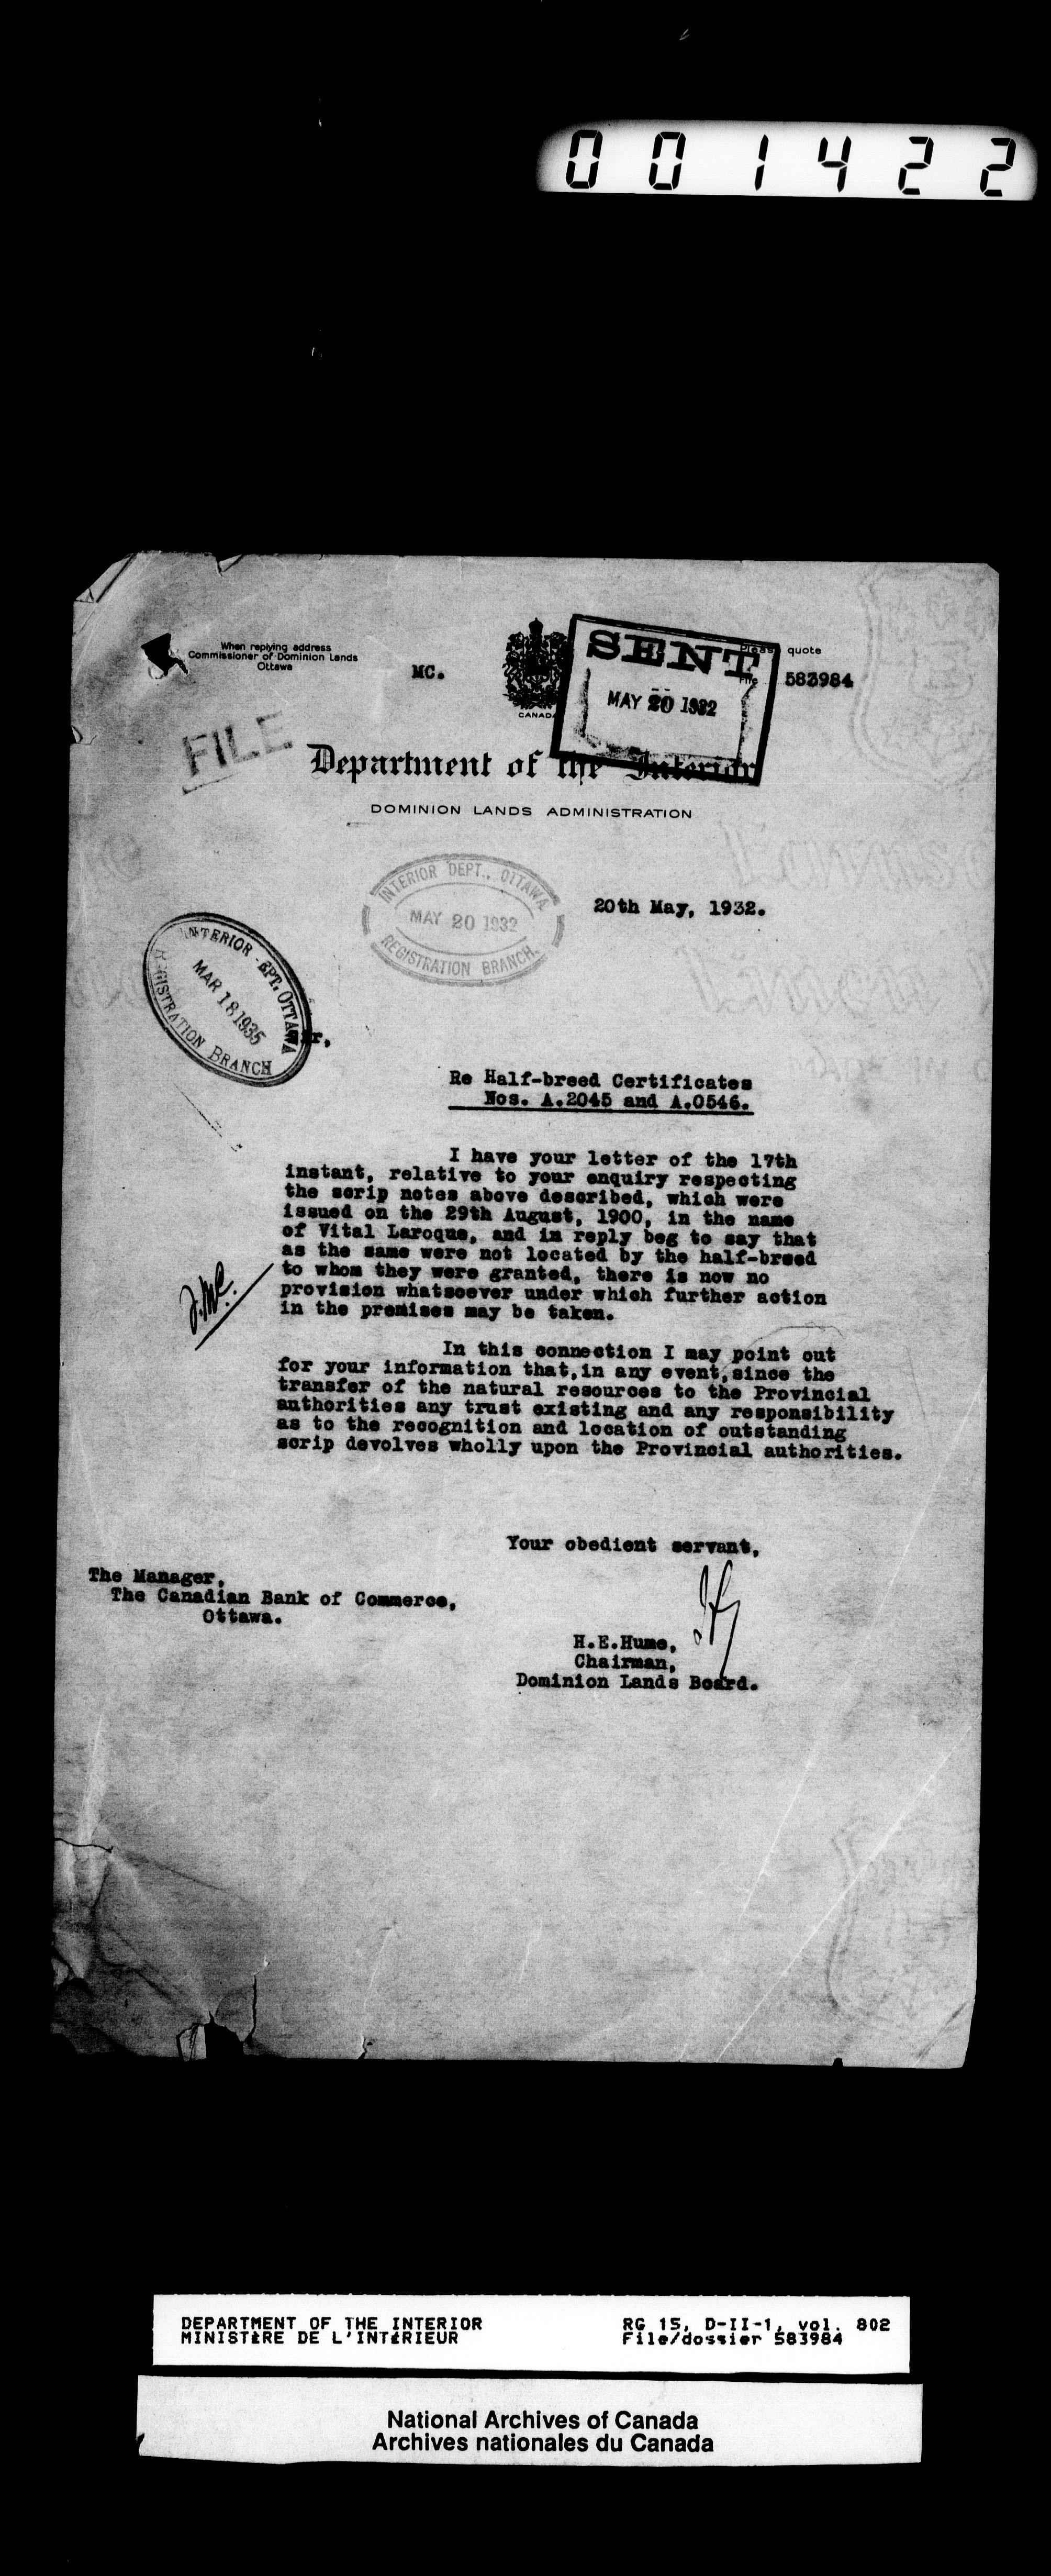 001422
When replying address
Commissioner of Dominion Lands
Ottawa
MC.
CANADA
SENT
MAY 20 1932
Please quote
File 583984
FILE
Department of the Interior
DOMINION LANDS ADMINISTRATION
INTERIOR DEPT., OTTAWA
MAY 20 1932
REGISTRATION BRANCH.
20th May, 1932.
INTERIOR DEPT. OTTAWA
MAR 18 1935
REGISTRATION BRANCH
Re Half-breed Certificates
Nos. A.2045 and A.0546.
I have your letter of the 17th
instant, relative to your enquiry respecting
the scrip notes above described, which were
issued on the 29th August, 1900, in the name
of Vital Laroque, and in reply beg to say that
as the same were not located by the half-breed
to whom they were granted, there is now no
provision whatsoever under which further action
in the premises may be taken.
In this connection I may point out
for your information that, in any event, since the
transfer of the natural resources to the Provincial
authorities any trust existing and any responsibility
as to the recognition and location of outstanding
scrip devolves wholly upon the Provincial authorities.
Your obedient servant,
The Manager,
The Canadian Bank of Commerce,
Ottawa.
H.E.Hume,
Chairman,
Dominion Lands Board.
DEPARTMENT OF THE INTERIOR
MINISTÈRE DE L'INTÉRIEUR
RG 15, D-II-1, vol. 802
File/dossier 583984
National Archives of Canada
Archives nationales du Canada